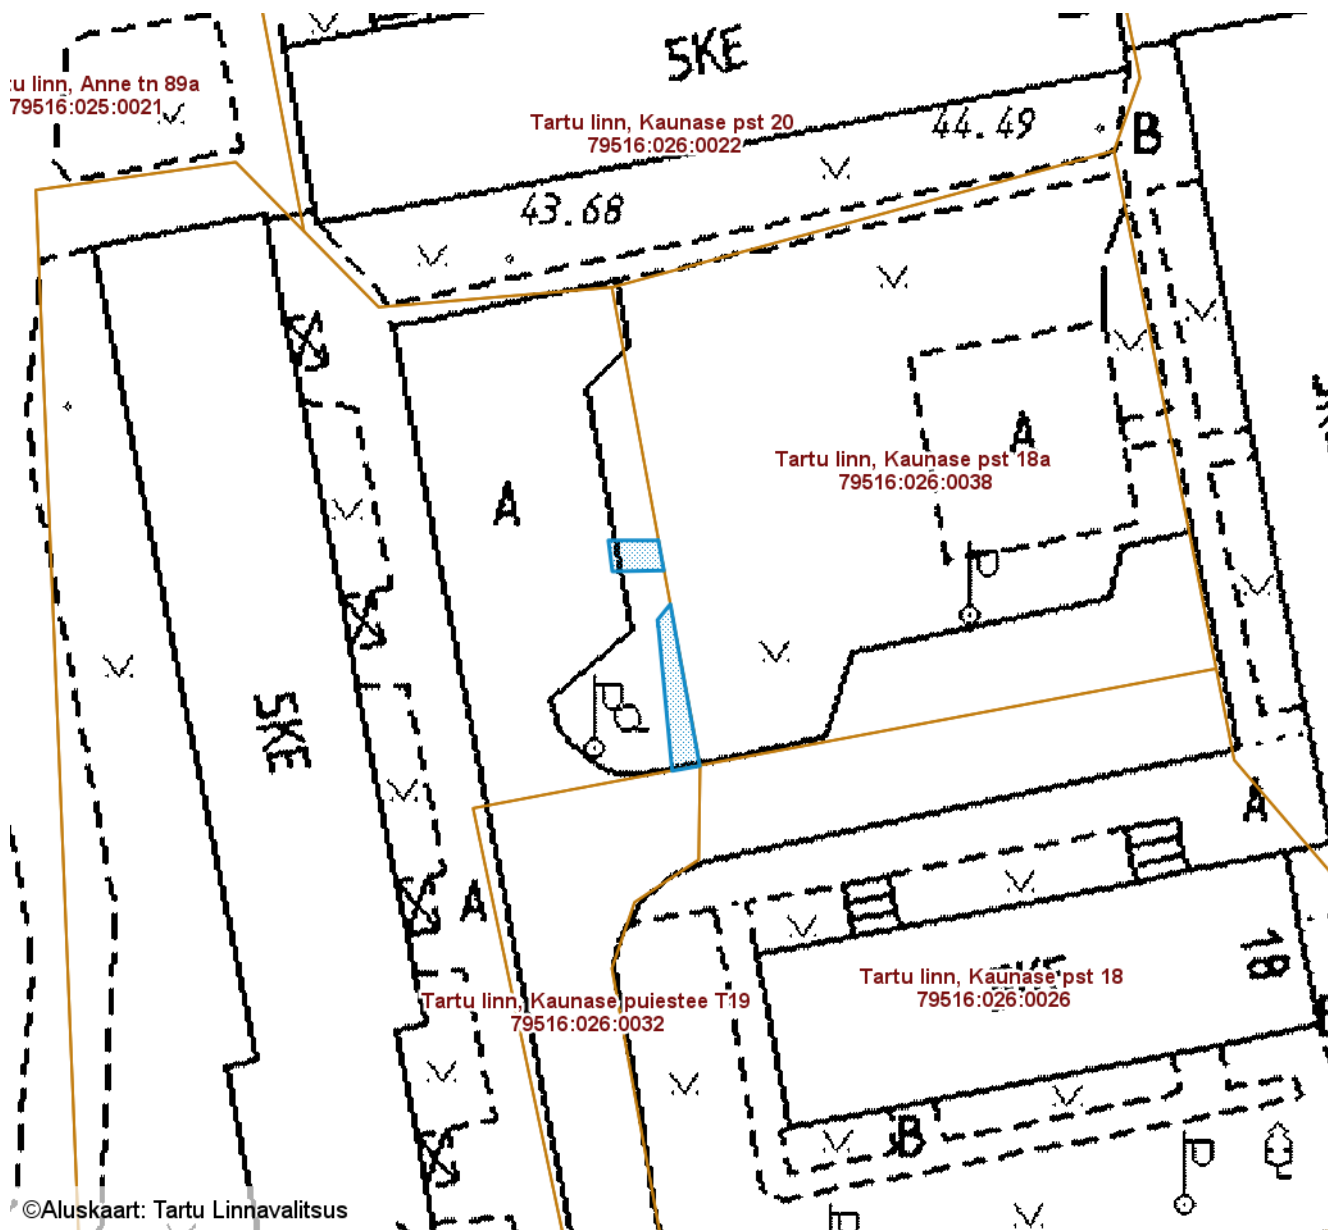 5KE
:u linn, Anne tn 89a
79516:025:0021
Tartu linn, Kaunase pst 20
79516:026:0022
44.49
B
43.68
A
Tartu linn, Kaunase pst 18a
79516:026:0038
A
5KE
A
A
18
Tartu linn, Kaunase pst 18
79516:026:0026
Tartu linn, Kaunase puiestee T19
79516:026:0032
B
©Aluskaart: Tartu Linnavalitsus